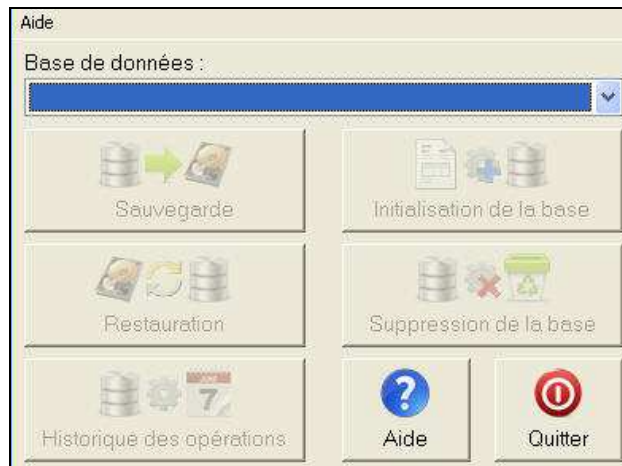 Aide
Base de données :
Sauvegarde
Initialisation de la base
Restauration
Suppression de la base
7
Historique des opérations
Aide
Quitter